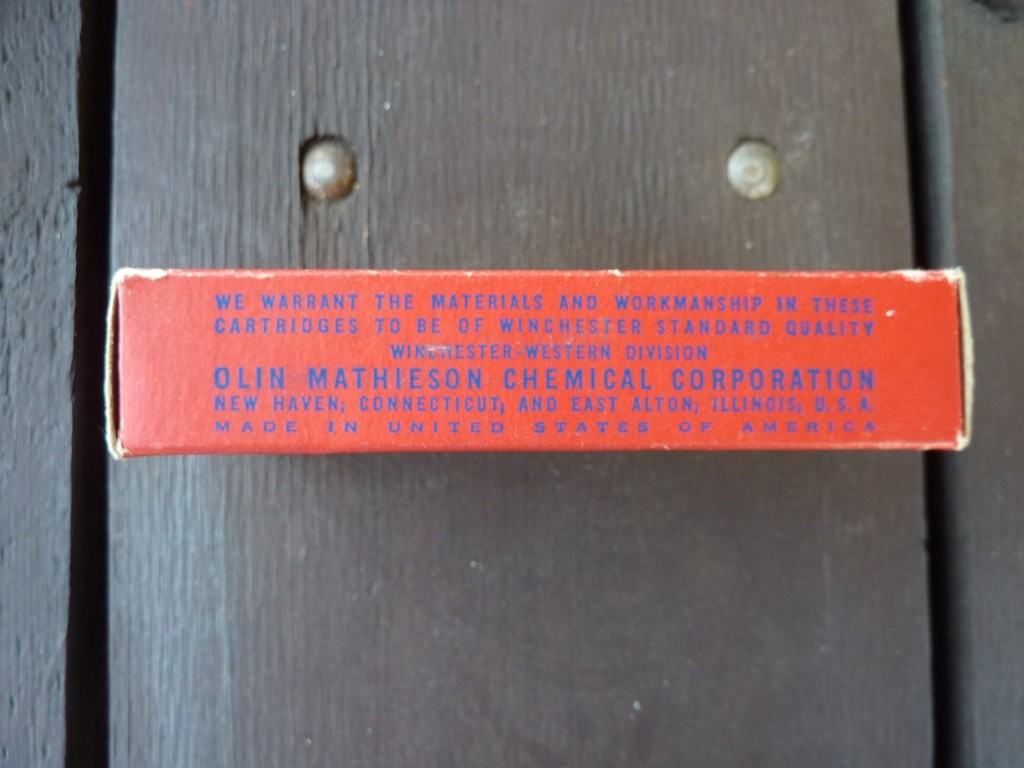 WE WARRANT THE MATERIALS AND WORKMANSHIP IN THESE
CARTRIDGES TO BE OF WINCHESTER STANDARD QUALITY
WINCHESTER-WESTERN DIVISION
OLIN MATHIESON CHEMICAL CORPORATION
NEW HAVEN, CONNECTICUT, AND EAST ALTON, ILLINOIS, U.S.A.
MADE IN UNITED STATES OF AMERICA